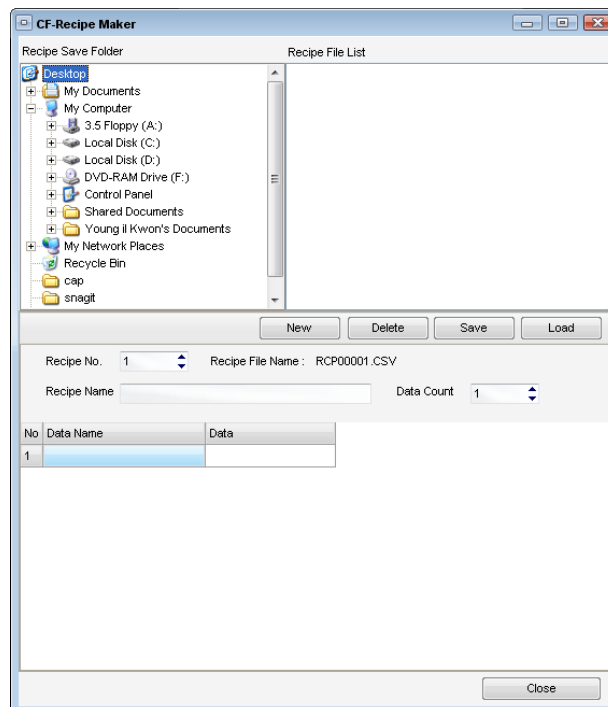 CF-Recipe Maker
Recipe Save Folder
Recipe File List
Desktop
My Documents
My Computer
3.5 Floppy (A:)
Local Disk (C:)
Local Disk (D:)
DVD-RAM Drive (F:)
Control Panel
Shared Documents
Young il Kwon's Documents
My Network Places
Recycle Bin
cap
snagit
New Delete Save Load
Recipe No. 1 Recipe File Name : RCP00001.CSV
Recipe Name Data Count 1
No Data Name Data
1
Close